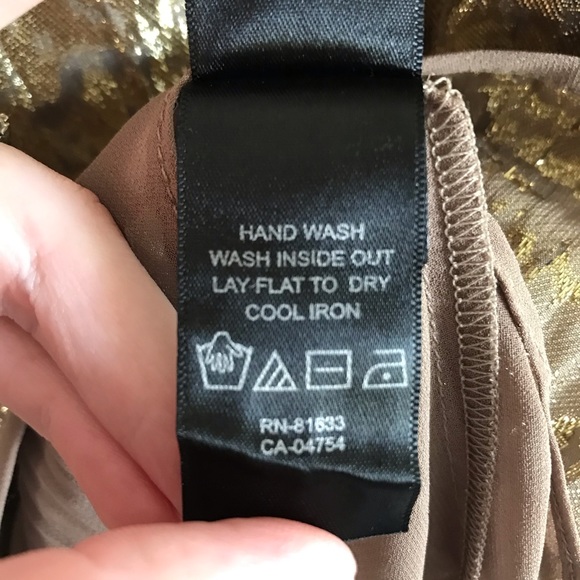 HAND WASH
WASH INSIDE OUT
LAY-FLAT TO DRY
COOL IRON
RN-81633
CA-04754